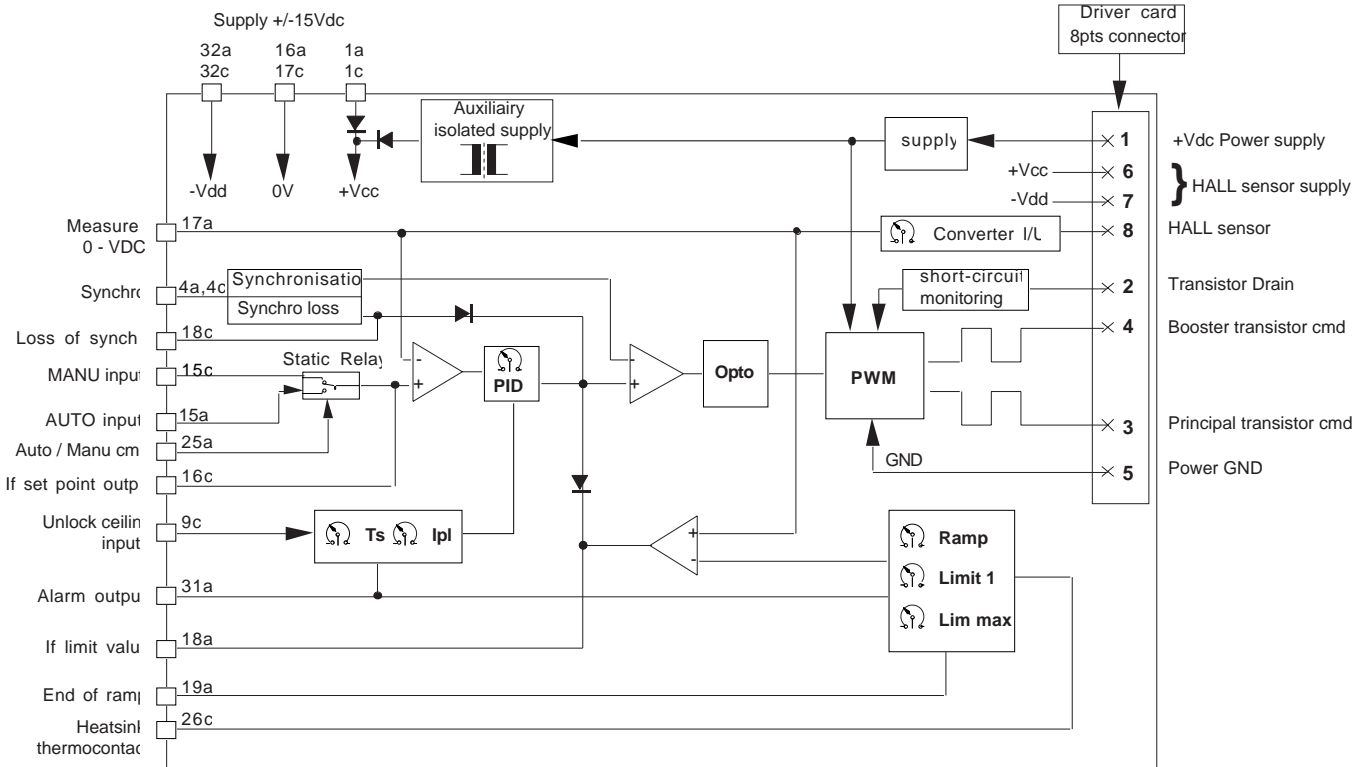 Supply +/-15Vdc
32a 16a 1a
32c 17c 1c
Driver card
8pts connector
Auxiliairy
isolated supply
supply
-Vdd 0V +Vcc
1 +Vdc Power supply
+Vcc 6
-Vdd 7
} HALL sensor supply
Measure
0 - VDC
17a
Converter I/U
8 HALL sensor
Synchro
4a,4c
Synchronisatio
Synchro loss
short-circuit
monitoring
2 Transistor Drain
Loss of synch
18c
4 Booster transistor cmd
MANU input
15c
Static Relay
- +
PID
- +
Opto
PWM
AUTO input
15a
3 Principal transistor cmd
Auto / Manu cm
25a
GND
5 Power GND
If set point outp
16c
Unlock ceilin
input
9c
Ts Ipl
+ -
Ramp
Limit 1
Lim max
Alarm outpu
31a
If limit valu
18a
End of ramp
19a
Heatsink
thermocontac
26c